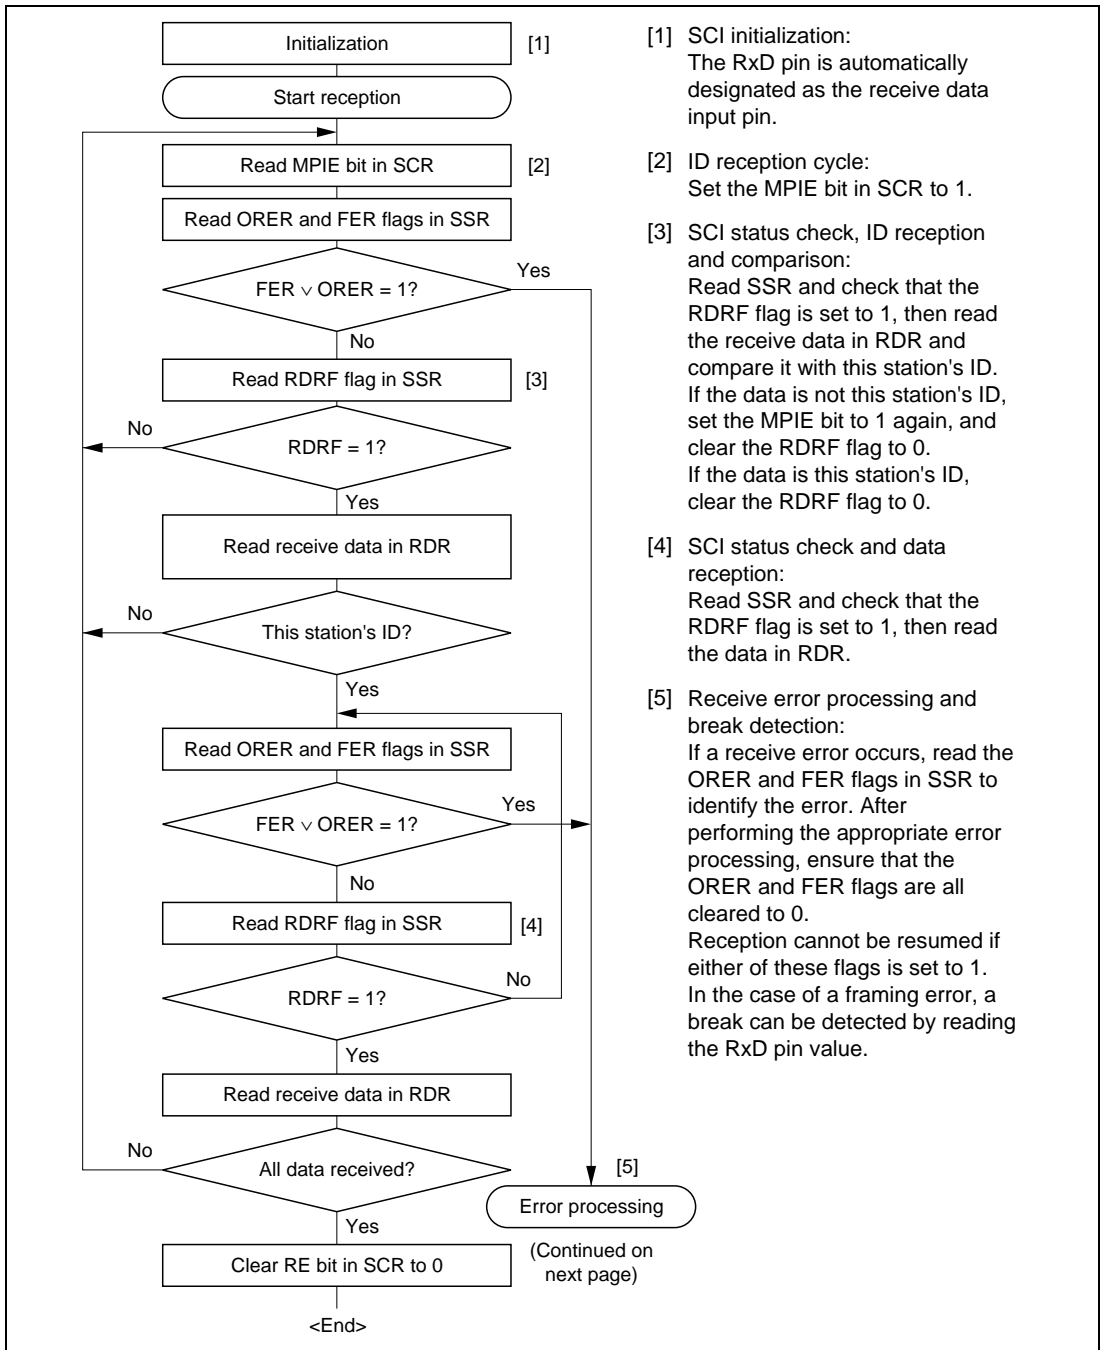 Initialization [1]
Start reception
Read MPIE bit in SCR [2]
Read ORER and FER flags in SSR
FER ∨ ORER = 1?
Yes
No
Read RDRF flag in SSR [3]
No
RDRF = 1?
Yes
Read receive data in RDR
No
This station's ID?
Yes
Read ORER and FER flags in SSR
Yes
FER ∨ ORER = 1?
No
Read RDRF flag in SSR [4]
No
RDRF = 1?
Yes
Read receive data in RDR
No
All data received?
[5]
Error processing
Yes
(Continued on
next page)
Clear RE bit in SCR to 0
<End>
[1] SCI initialization:
The RxD pin is automatically
designated as the receive data
input pin.
[2] ID reception cycle:
Set the MPIE bit in SCR to 1.
[3] SCI status check, ID reception
and comparison:
Read SSR and check that the
RDRF flag is set to 1, then read
the receive data in RDR and
compare it with this station's ID.
If the data is not this station's ID,
set the MPIE bit to 1 again, and
clear the RDRF flag to 0.
If the data is this station's ID,
clear the RDRF flag to 0.
[4] SCI status check and data
reception:
Read SSR and check that the
RDRF flag is set to 1, then read
the data in RDR.
[5] Receive error processing and
break detection:
If a receive error occurs, read the
ORER and FER flags in SSR to
identify the error. After
performing the appropriate error
processing, ensure that the
ORER and FER flags are all
cleared to 0.
Reception cannot be resumed if
either of these flags is set to 1.
In the case of a framing error, a
break can be detected by reading
the RxD pin value.